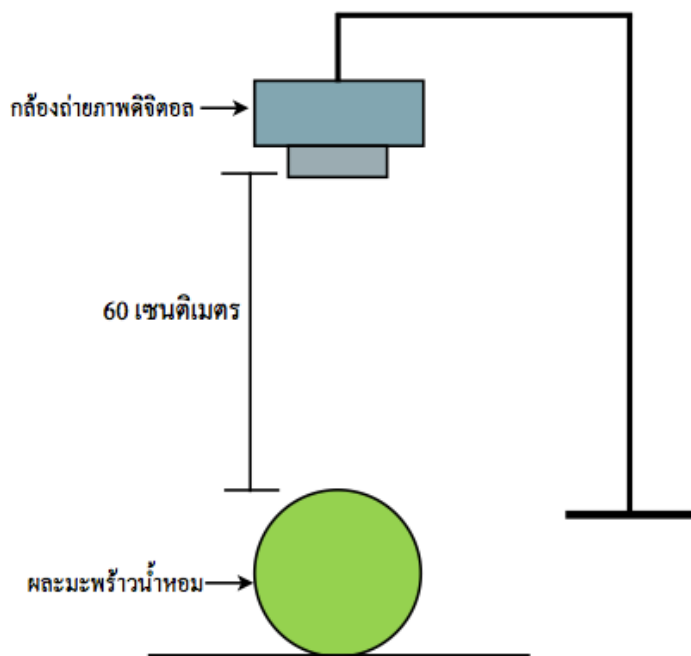 กล้องถ่ายภาพดิจิตอล
60 เซนติเมตร
ผละมะพร้าวน้ำหอม